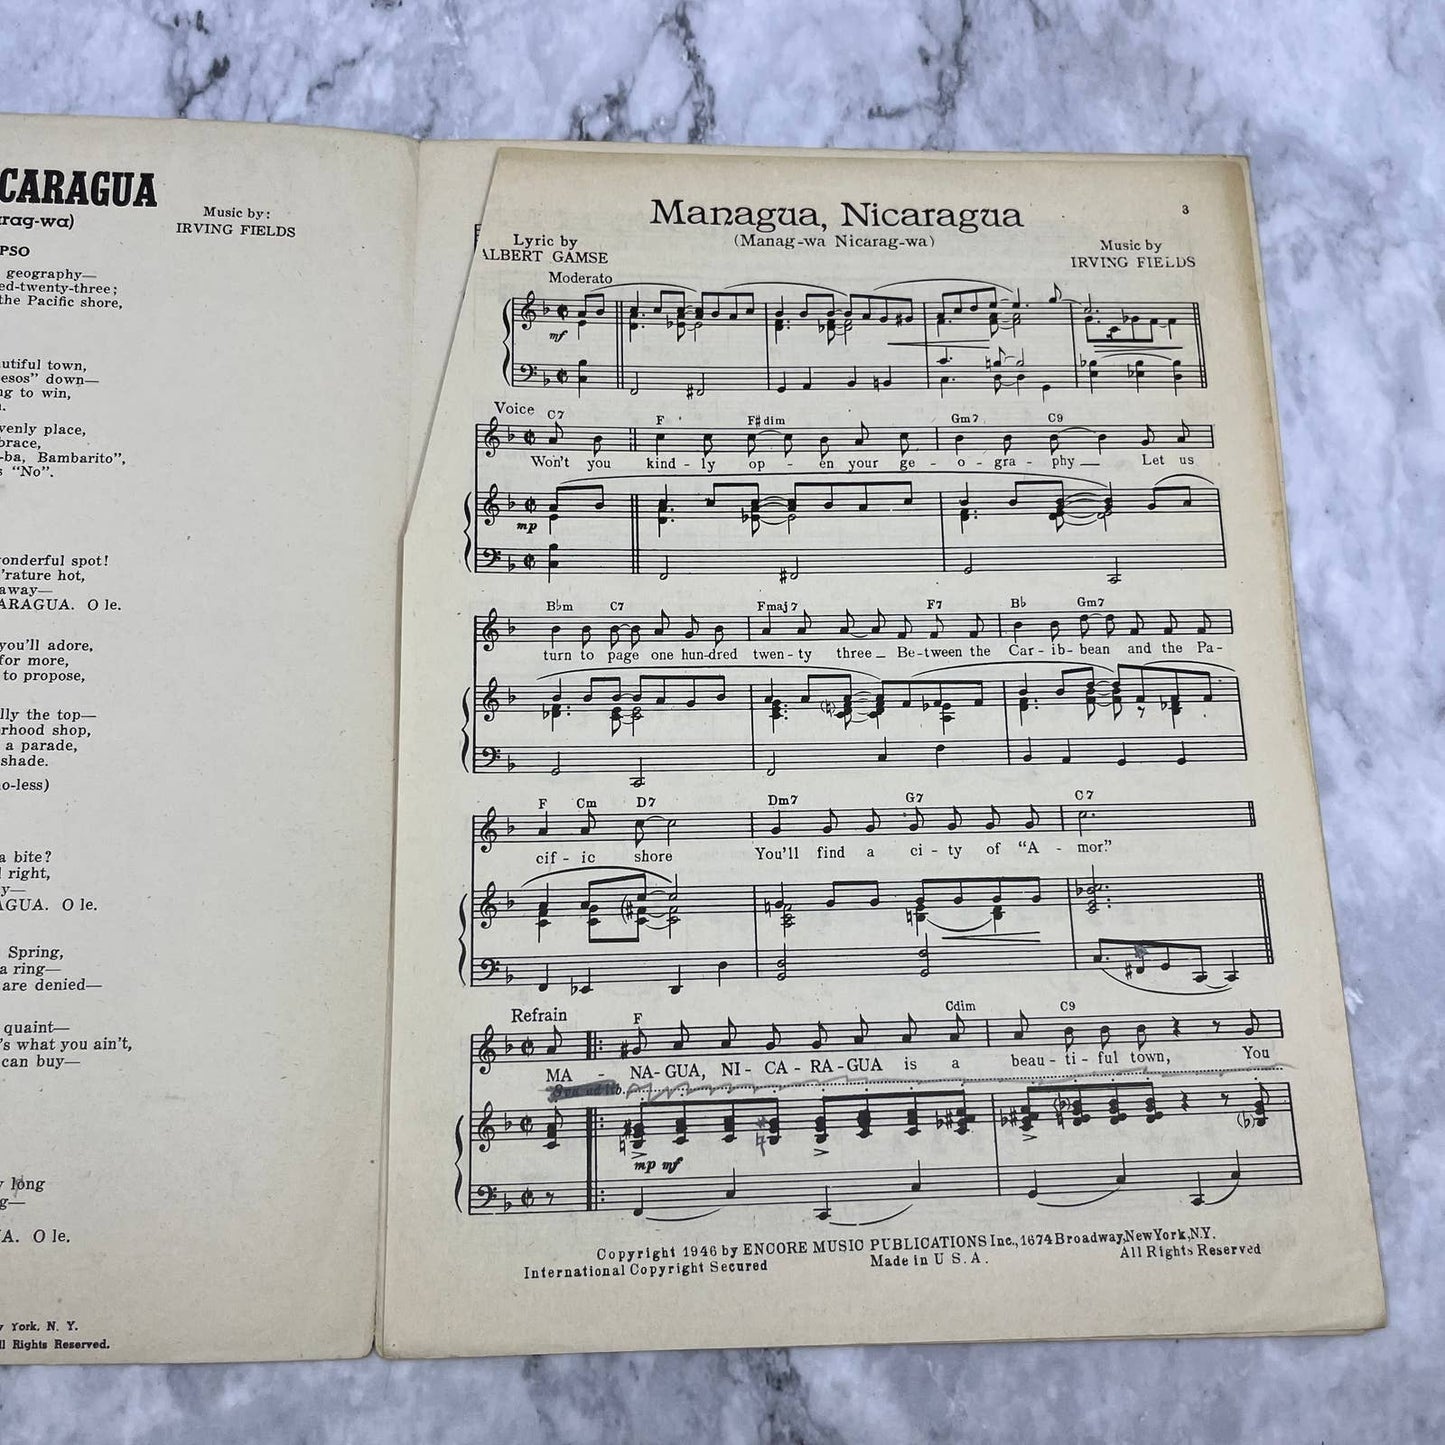 CARAGUA
rag-wa)
Music by:
IRVING FIELDS
PSO
geography—
ed-twenty-three;
the Pacific shore,
utiful town,
esos" down—
ng to win,
venly place,
brace,
-ba, Bambarito",
s "No".
onderful spot!
'rature hot,
away—
ARAGUA. O le.
you'll adore,
for more,
to propose,
lly the top—
rhood shop,
a parade,
shade.
o-less)
a bite?
right,
y—
AGUA. O le.
Spring,
a ring—
are denied—
quaint—
's what you ain't,
can buy—
long
g—
A. O le.
York, N. Y.
ll Rights Reserved.
3
Managua, Nicaragua
(Manag-wa Nicarag-wa)
Lyric by
ALBERT GAMSE
Music by
IRVING FIELDS
Moderato
mf
Voice C7 F F#dim Gm7 C9
Won't you kind - ly op - en your ge - o - gra - phy — Let us
mp
Bbm C7 Fmaj7 F7 Bb Gm7
turn to page one hun-dred twen-ty three — Be-tween the Car-ib-bean and the Pa-
F Cm D7 Dm7 G7 C7
cif - ic shore You'll find a ci - ty of "A - mor."
Refrain F Cdim C9
MA - NA-GUA, NI-CA-RA-GUA is a beau-ti-ful town, You
8va ad lib.
mp mf
Copyright 1946 by ENCORE MUSIC PUBLICATIONS Inc., 1674 Broadway, New York, N.Y.
International Copyright Secured Made in U. S. A. All Rights Reserved